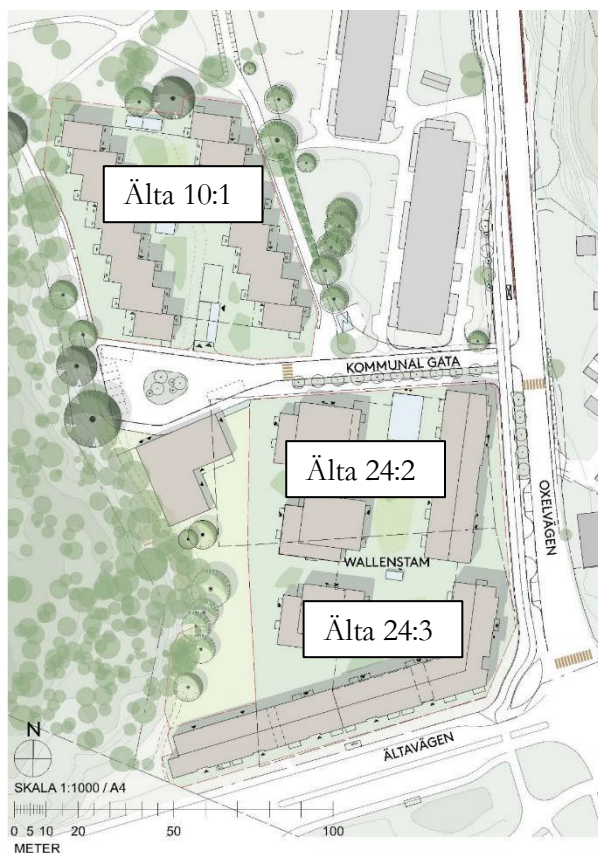 Älta 10:1
KOMMUNAL GATA
Älta 24:2
OXELVÄGEN
WALLENSTAM
Älta 24:3
ÄLTAVÄGEN
N
SKALA 1:1000 / A4
0 5 10 20 50 100
METER